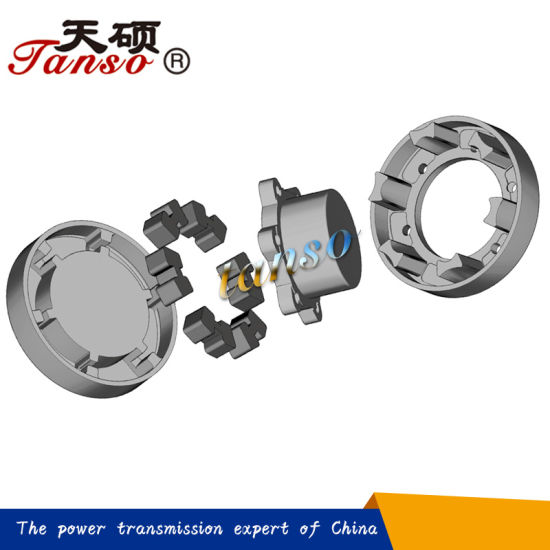 天硕
Tanso®
tanso
The power transmission expert of China